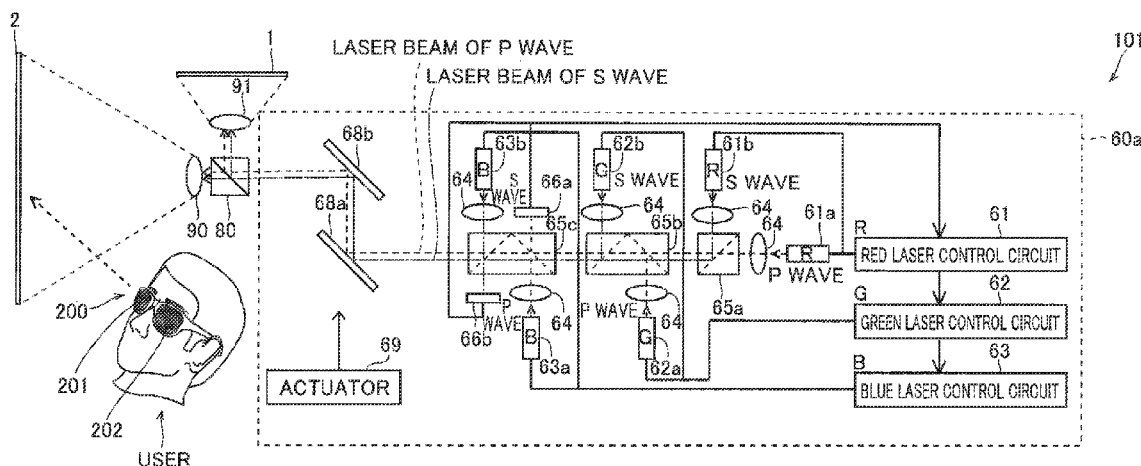 2
1
LASER BEAM OF P WAVE
LASER BEAM OF S WAVE
101
91
68b
63b
62b
61b
60a
B
G
R
S WAVE
66a
S WAVE
S WAVE
64
64
64
64
61a
68a
65c
65b
R
R
61
RED LASER CONTROL CIRCUIT
90
80
P WAVE
65a
200
66b
P WAVE
64
P WAVE
64
G
62
GREEN LASER CONTROL CIRCUIT
B
63a
G
62a
69
ACTUATOR
B
63
BLUE LASER CONTROL CIRCUIT
201
202
USER